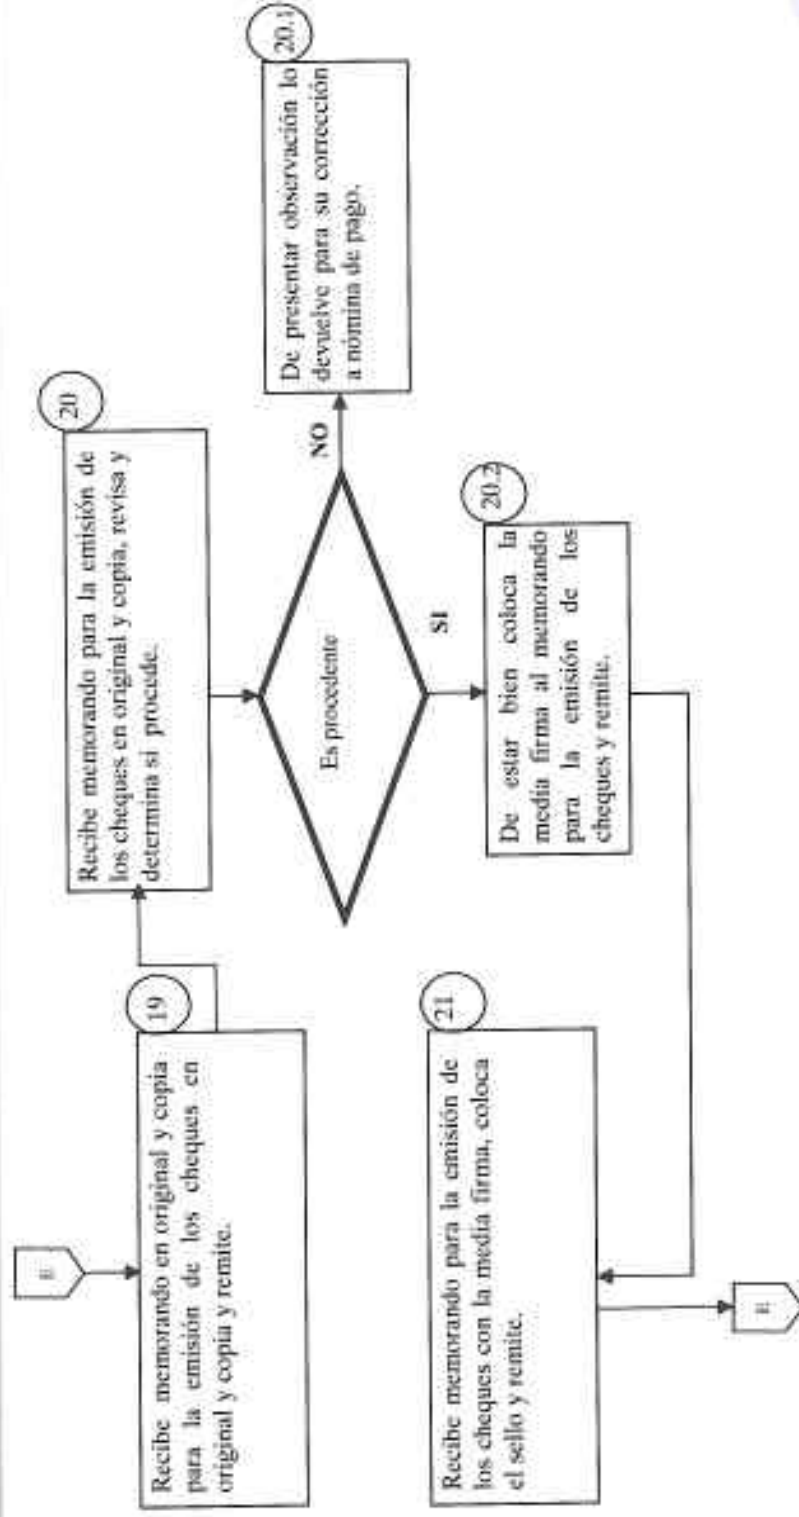 Recibe memorando en original y copia
para la emisión de los cheques en
original y copia y remite.
19
Recibe memorando para la emisión de
los cheques en original y copia, revisa y
determina si procede.
20
Es procedente
NO
De presentar observación lo
devuelve para su corrección
a nómina de pago.
20.1
SI
De estar bien coloca la
media firma al memorando
para la emisión de los
cheques y remite.
20.2
Recibe memorando para la emisión de
los cheques con la media firma, coloca
el sello y remite.
21